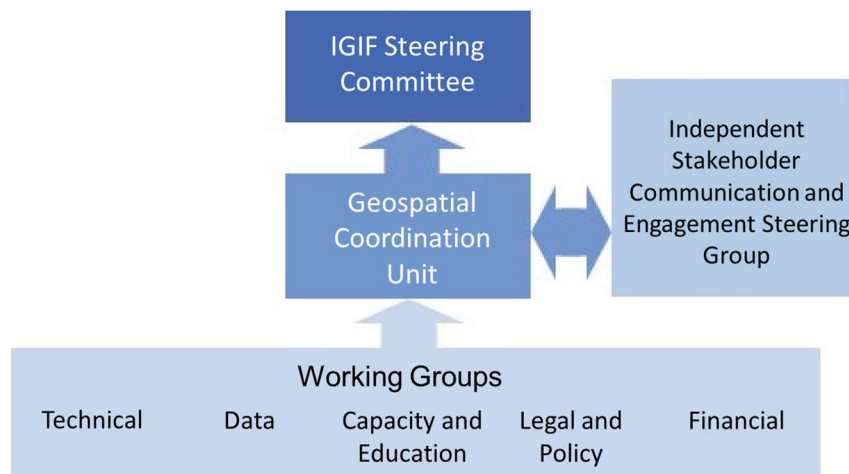 IGIF Steering
Committee
Geospatial
Coordination
Unit
Independent
Stakeholder
Communication and
Engagement Steering
Group
Working Groups
Technical
Data
Capacity and
Education
Legal and
Policy
Financial